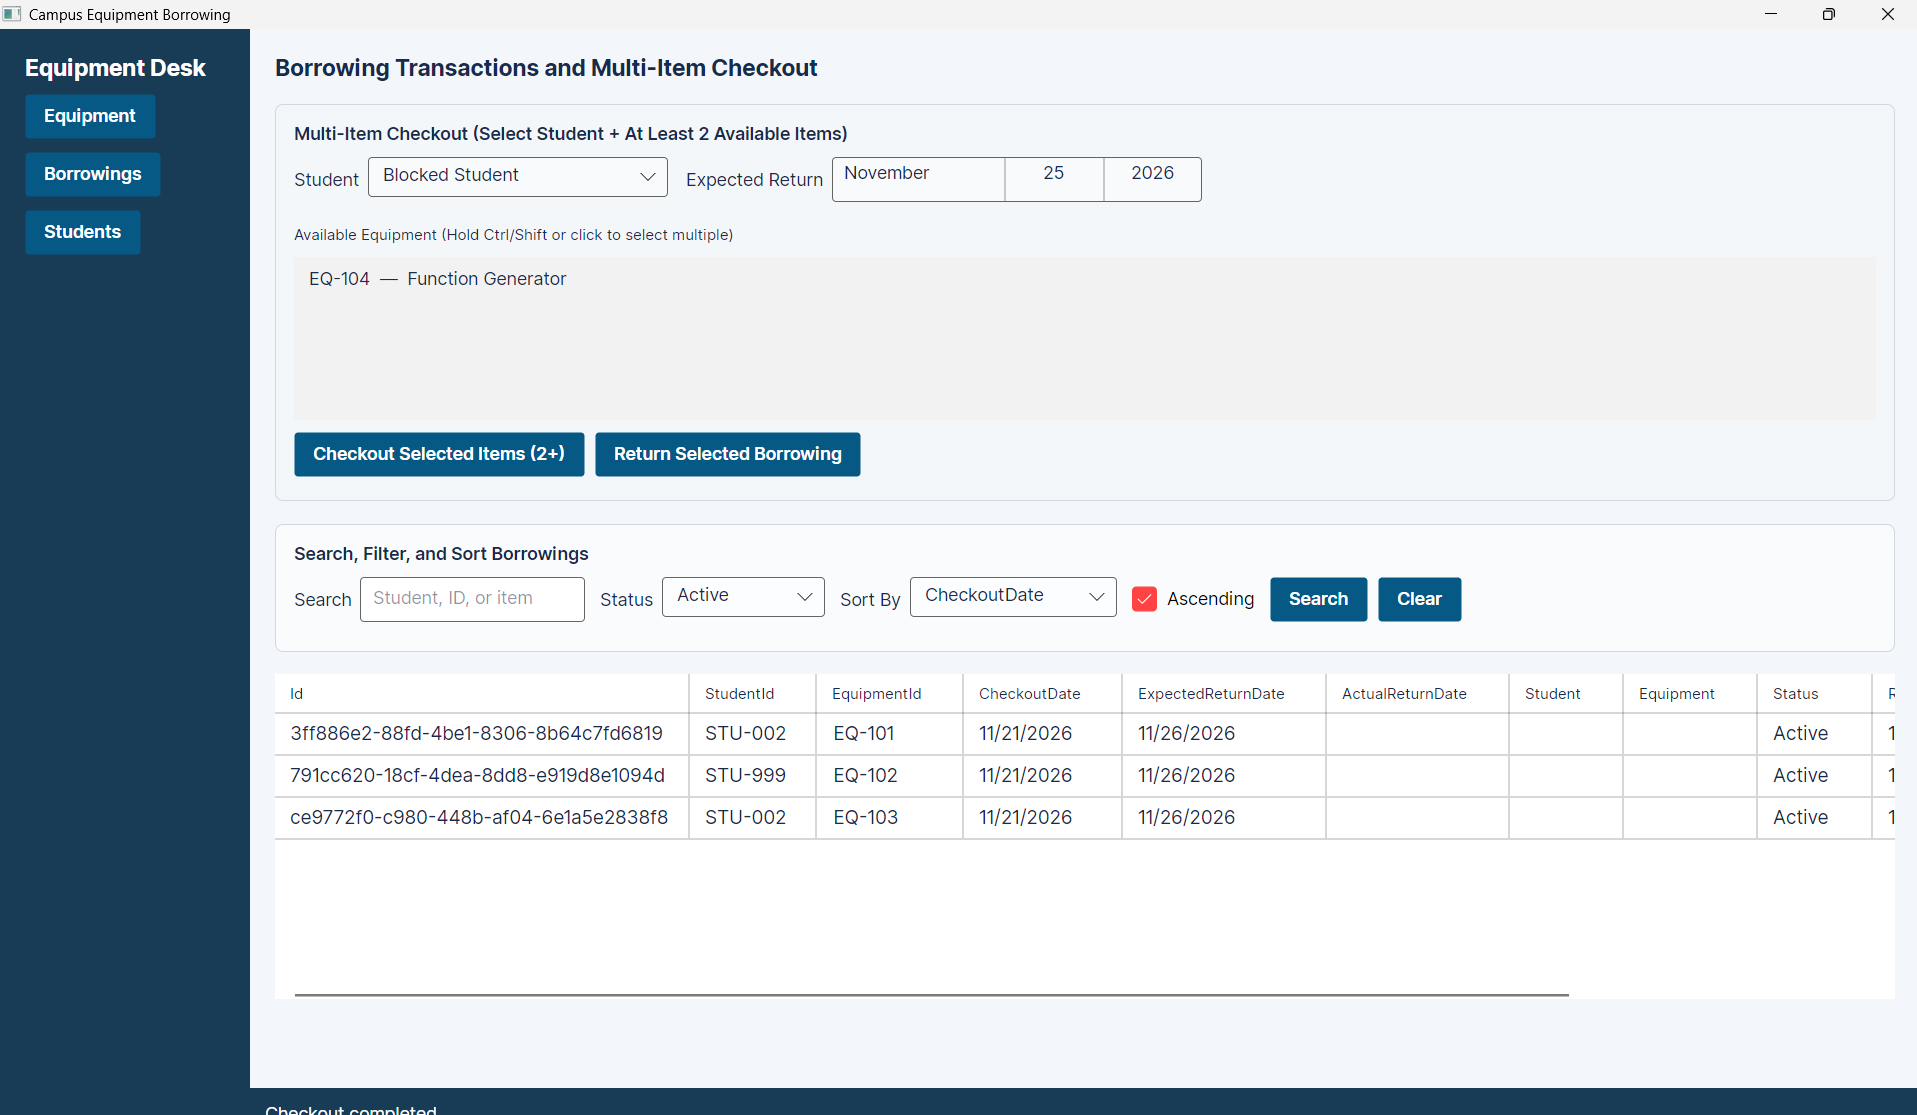 Campus Equipment Borrowing
Equipment Desk
Equipment
Borrowings
Students
Borrowing Transactions and Multi-Item Checkout
Multi-Item Checkout (Select Student + At Least 2 Available Items)
Student Blocked Student Expected Return November 25 2026
Available Equipment (Hold Ctrl/Shift or click to select multiple)
EQ-104 — Function Generator
Checkout Selected Items (2+) Return Selected Borrowing
Search, Filter, and Sort Borrowings
Search Student, ID, or item Status Active Sort By CheckoutDate Ascending Search Clear
Id StudentId EquipmentId CheckoutDate ExpectedReturnDate ActualReturnDate Student Equipment Status
3ff886e2-88fd-4be1-8306-8b64c7fd6819 STU-002 EQ-101 11/21/2026 11/26/2026 Active
791cc620-18cf-4dea-8dd8-e919d8e1094d STU-999 EQ-102 11/21/2026 11/26/2026 Active
ce9772f0-c980-448b-af04-6e1a5e2838f8 STU-002 EQ-103 11/21/2026 11/26/2026 Active
Checkout completed